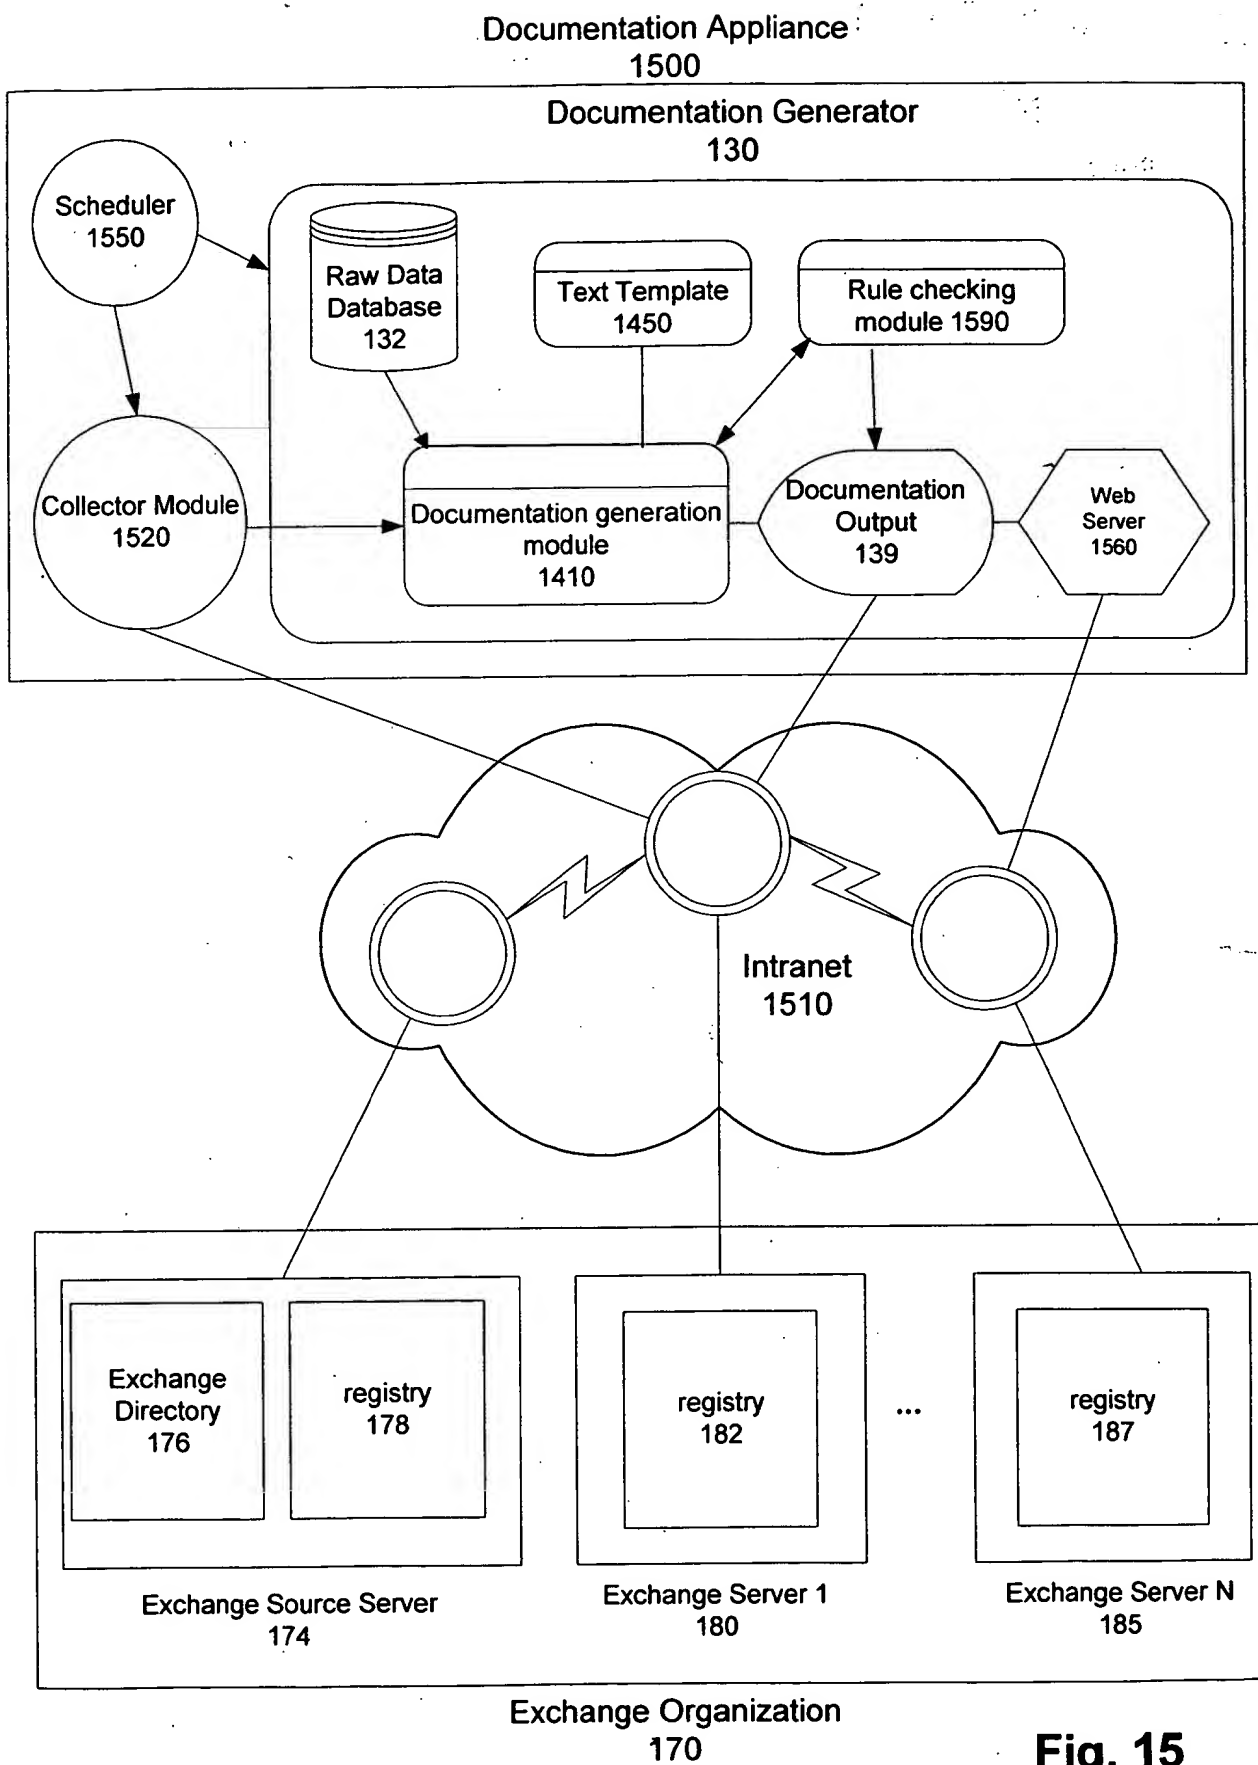 Documentation Appliance
1500
Documentation Generator
130
Scheduler
1550
Raw Data
Database
132
Text Template
1450
Rule checking
module 1590
Collector Module
1520
Documentation generation
module
1410
Documentation
Output
139
Web
Server
1560
Intranet
1510
Exchange
Directory
176
registry
178
registry
182
...
registry
187
Exchange Source Server
174
Exchange Server 1
180
Exchange Server N
185
Exchange Organization
170
Fig. 15